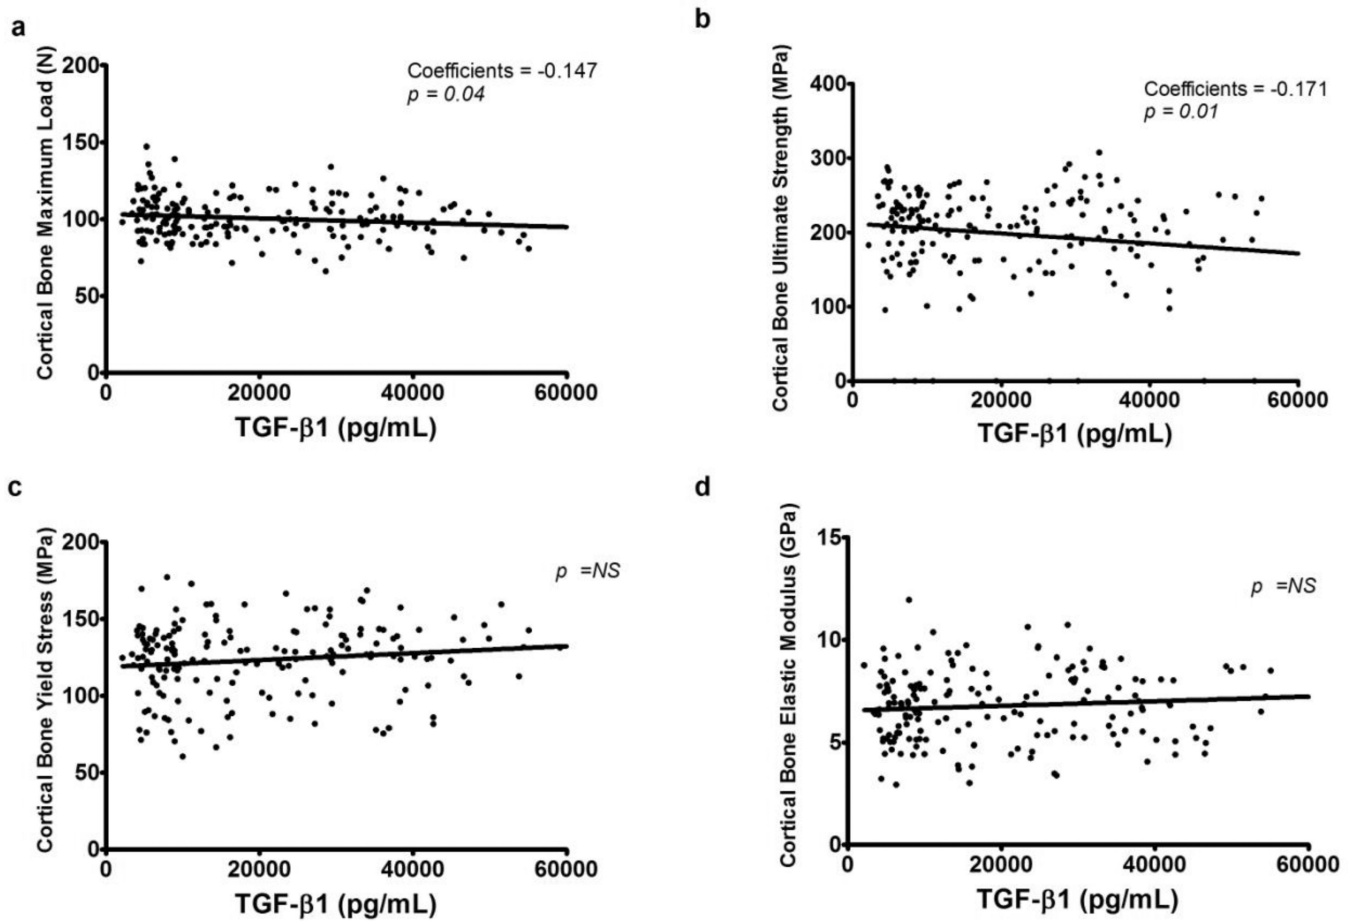 a
Cortical Bone Maximum Load (N)
200
150
100
50
0
Coefficients = -0.147
p = 0.04
0 20000 40000 60000
TGF-β1 (pg/mL)
b
Cortical Bone Ultimate Strength (MPa)
400
300
200
100
0
Coefficients = -0.171
p = 0.01
0 20000 40000 60000
TGF-β1 (pg/mL)
c
Cortical Bone Yield Stress (MPa)
200
150
100
50
0
p =NS
0 20000 40000 60000
TGF-β1 (pg/mL)
d
Cortical Bone Elastic Modulus (GPa)
15
10
5
0
p =NS
0 20000 40000 60000
TGF-β1 (pg/mL)